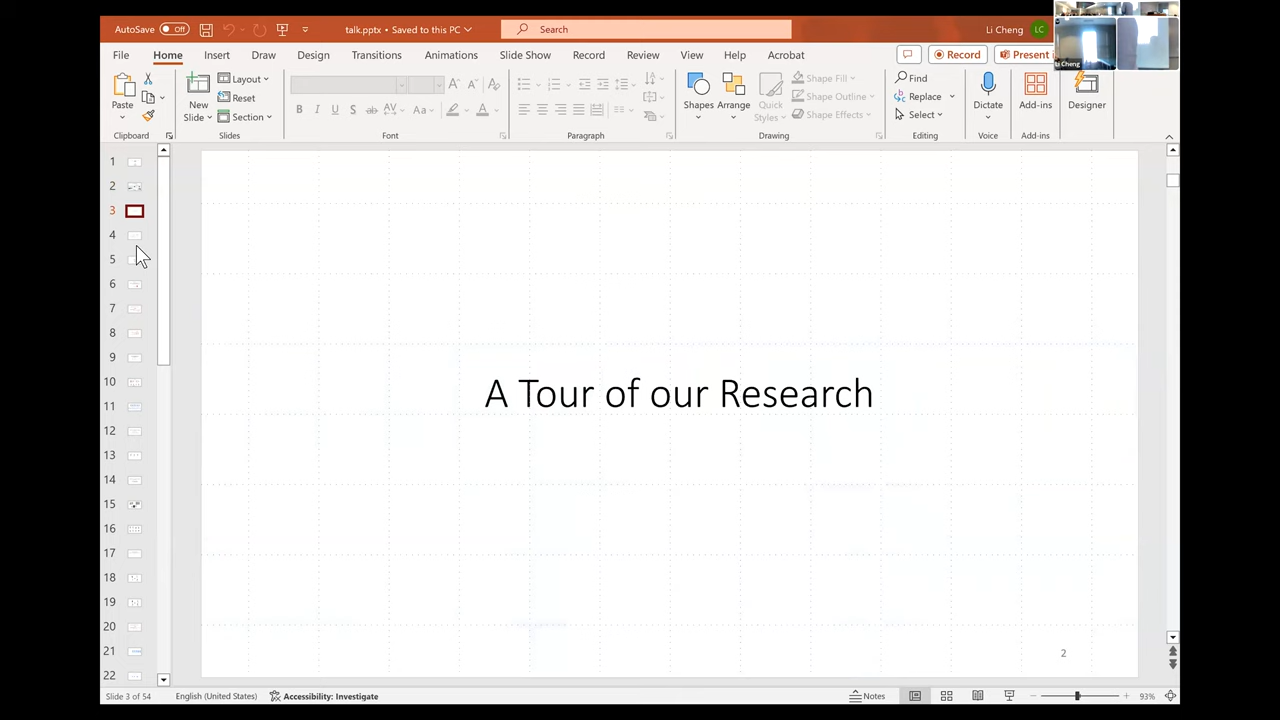 AutoSave Off talk.pptx • Saved to this PC Search Li Cheng LC
File Home Insert Draw Design Transitions Animations Slide Show Record Review View Help Acrobat Record Present i
Li Cheng
Paste
Clipboard
New
Slide
Layout
Reset
Section
Slides
B I U S ab AV Aa A
Font
Paragraph
Shapes
Arrange
Quick
Styles
Shape Fill
Shape Outline
Shape Effects
Drawing
Find
Replace
Select
Editing
Dictate
Voice
Add-ins
Add-ins
Designer
1
2
3
4
5
6
7
8
9
10
11
12
13
14
15
16
17
18
19
20
21
22
A Tour of our Research
2
Slide 3 of 54 English (United States) Accessibility: Investigate Notes 93%